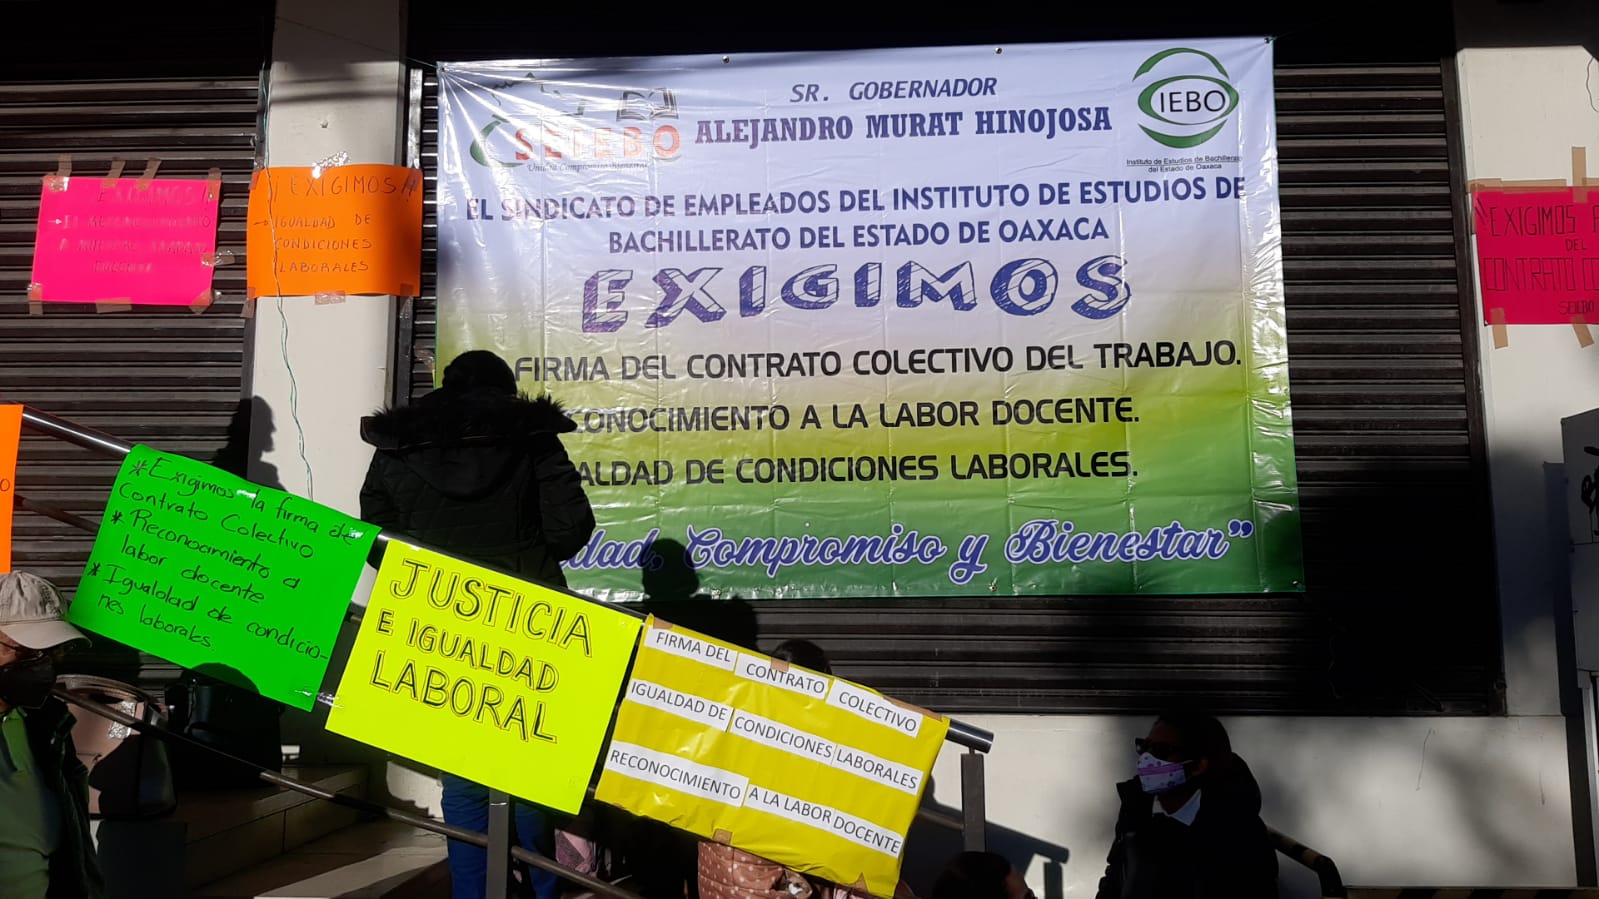 SEIEBO
SR. GOBERNADOR
ALEJANDRO MURAT HINOJOSA
IEBO
Instituto de Estudios de Bachillerato
del Estado de Oaxaca
EL SINDICATO DE EMPLEADOS DEL INSTITUTO DE ESTUDIOS DE
BACHILLERATO DEL ESTADO DE OAXACA
EXIGIMOS
FIRMA DEL CONTRATO COLECTIVO DEL TRABAJO.
CONOCIMIENTO A LA LABOR DOCENTE.
ALDAD DE CONDICIONES LABORALES.
dad, Compromiso y Bienestar”
EXIGIMOS!!
¡¡EXIGIMOS!!
→ IGUALDAD DE
CONDICIONES
LABORALES
EXIGIMOS
DEL
CONTRATO CO
SEIEBO
* Exigimos la firma de
Contrato Colectivo
* Reconocimiento a
labor docente
* Igualdad de condicio-
nes laborales.
JUSTICIA
E IGUALDAD
LABORAL
FIRMA DEL CONTRATO COLECTIVO
IGUALDAD DE CONDICIONES LABORALES
RECONOCIMIENTO A LA LABOR DOCENTE